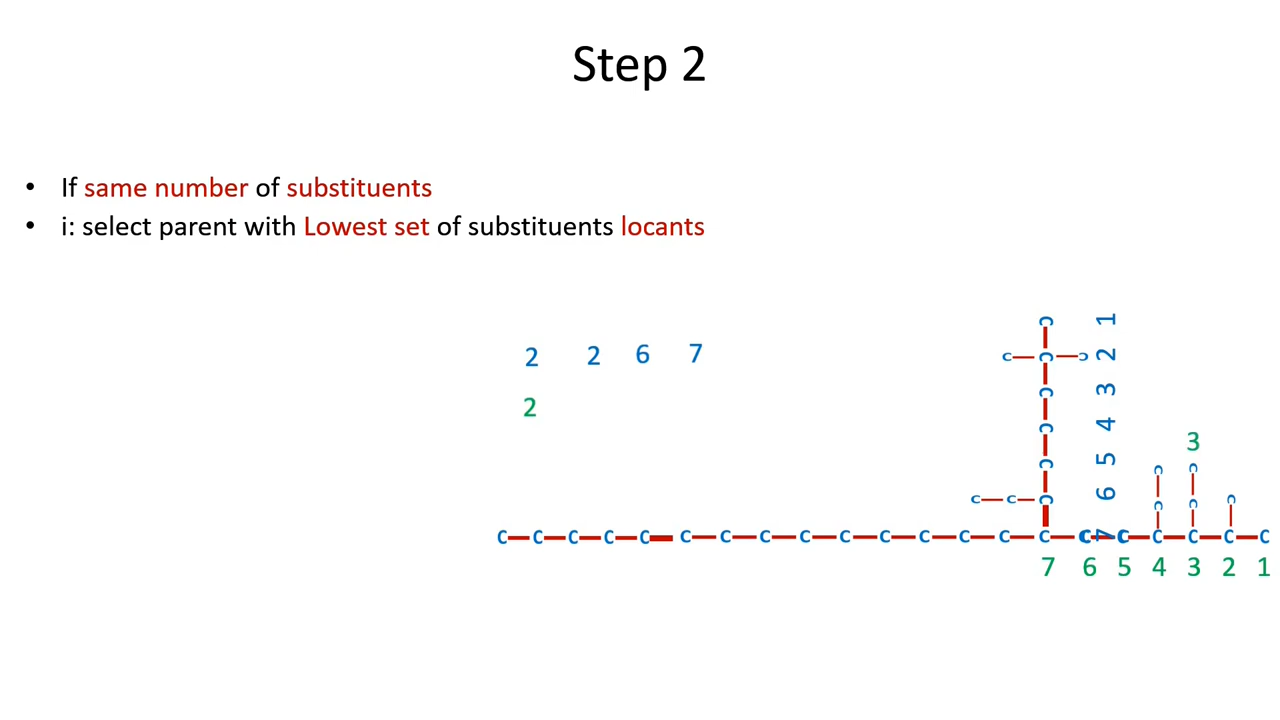 Step 2
• If same number of substituents
• i: select parent with Lowest set of substituents locants
C 1
2 2 6 7 C C C 2
C 3
2
C 4
3
C 5 C C
C C C 6 C C C
C C C C C C C C C C C C C C C C 7 C C C C C
7 6 5 4 3 2 1